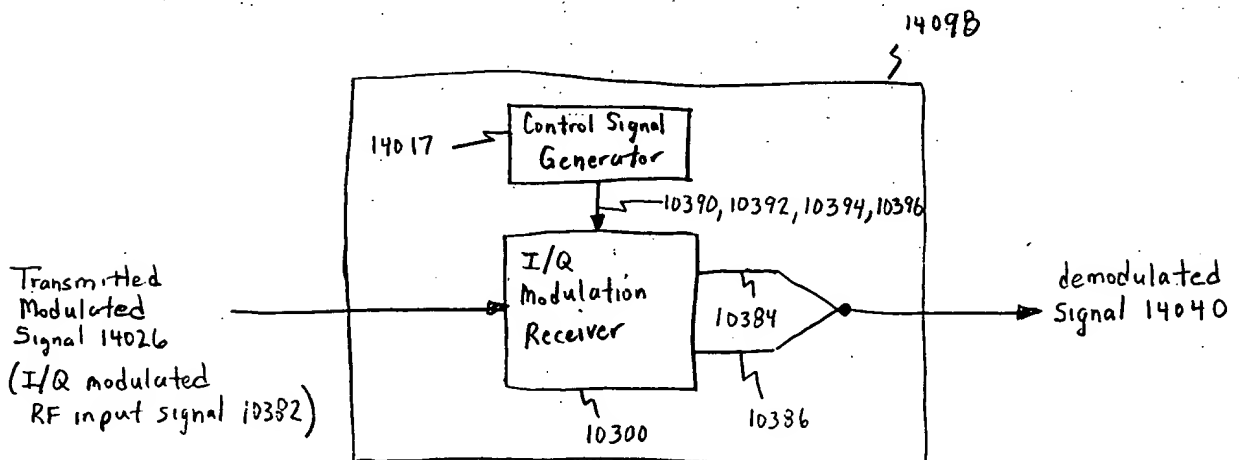 1409B
Control Signal
Generator
14017
10390, 10392, 10394, 10396
I/Q
Modulation
Receiver
Transmitted
Modulated
Signal 14026
(I/Q modulated
RF input signal 10382)
10384
demodulated
Signal 14040
10386
10300